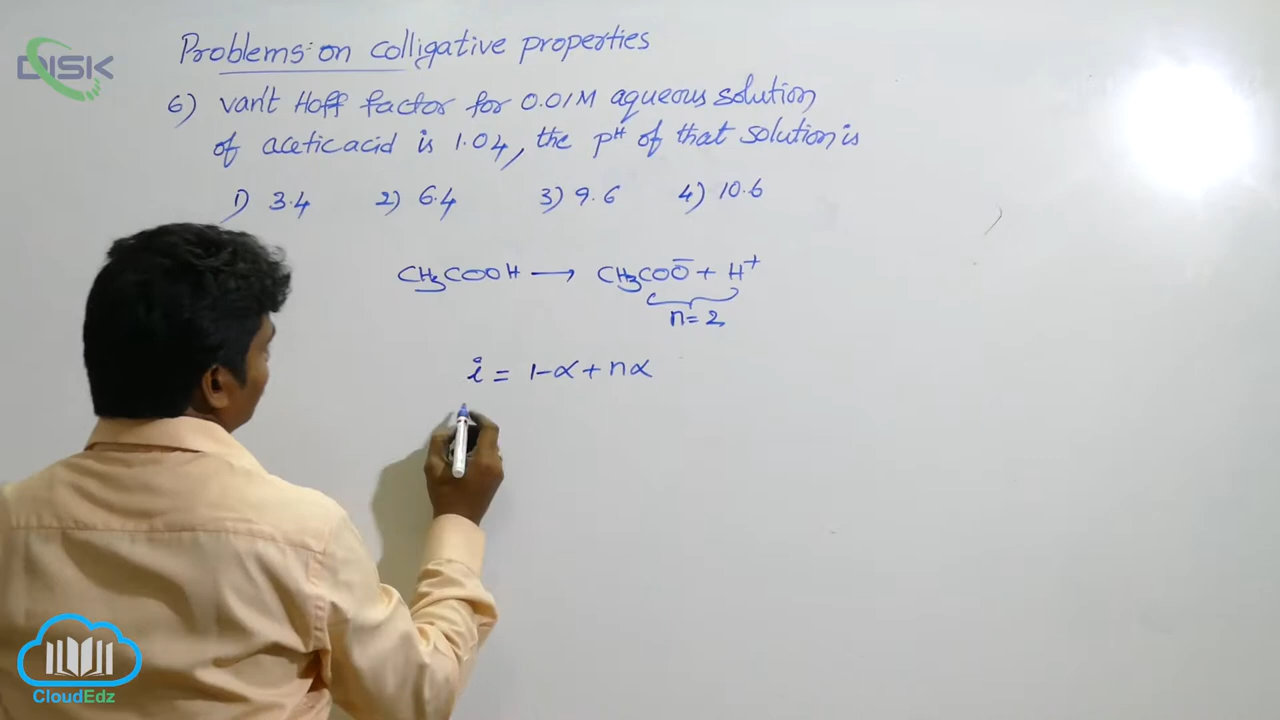 DISK
Problems on colligative properties
6) van't Hoff factor for 0.01M aqueous solution
of acetic acid is 1.04, the pH of that solution is
1) 3.4 2) 6.4 3) 9.6 4) 10.6
CH3COOH ⟶ CH3COO⁻ + H⁺
n=2
i = 1-α + nα
CloudEdz